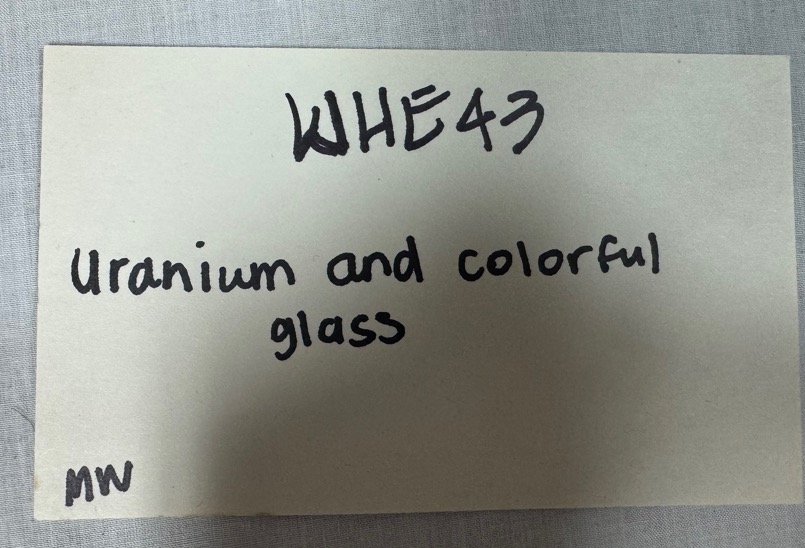 WHE43
Uranium and colorful
glass
MW